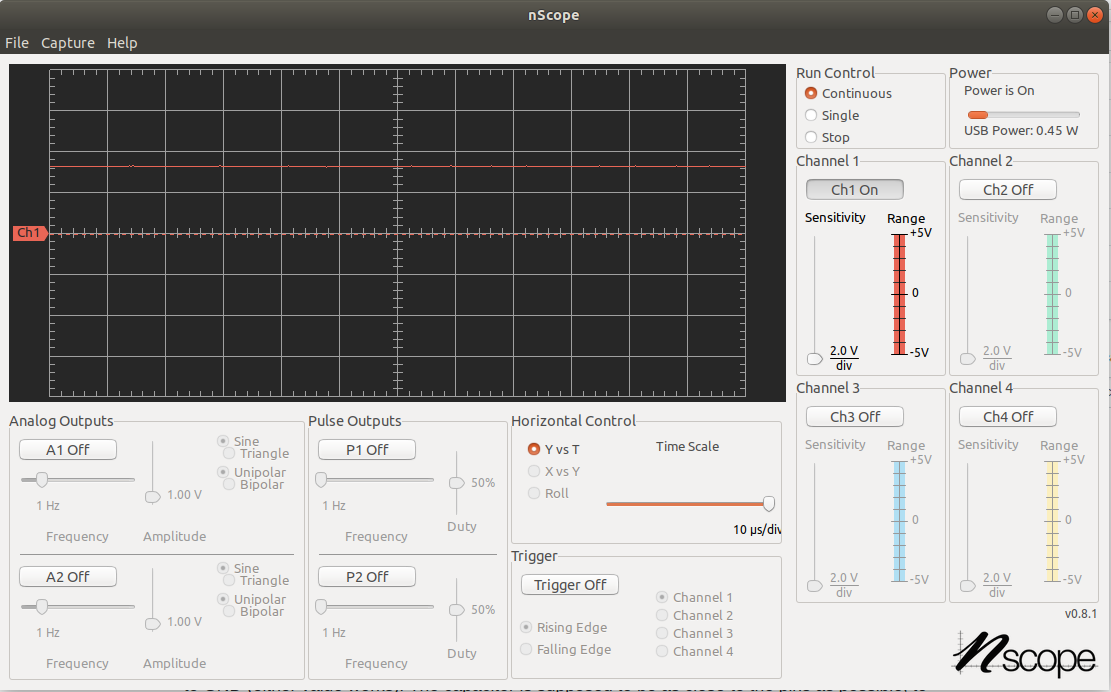 nScope
File Capture Help
Ch1
Run Control
Continuous
Single
Stop
Power
Power is On
USB Power: 0.45 W
Channel 1
Ch1 On
Sensitivity Range
+5V
0
-5V
2.0 V
div
Channel 2
Ch2 Off
Sensitivity Range
+5V
0
-5V
2.0 V
div
Channel 3
Ch3 Off
Sensitivity Range
+5V
0
-5V
2.0 V
div
Channel 4
Ch4 Off
Sensitivity Range
+5V
0
-5V
2.0 V
div
Analog Outputs
A1 Off
1 Hz
Frequency
1.00 V
Amplitude
Sine
Triangle
Unipolar
Bipolar
A2 Off
1 Hz
Frequency
1.00 V
Amplitude
Sine
Triangle
Unipolar
Bipolar
Pulse Outputs
P1 Off
1 Hz
Frequency
50%
Duty
P2 Off
1 Hz
Frequency
50%
Duty
Horizontal Control
Y vs T
X vs Y
Roll
Time Scale
10 µs/div
Trigger
Trigger Off
Rising Edge
Falling Edge
Channel 1
Channel 2
Channel 3
Channel 4
v0.8.1
nscope